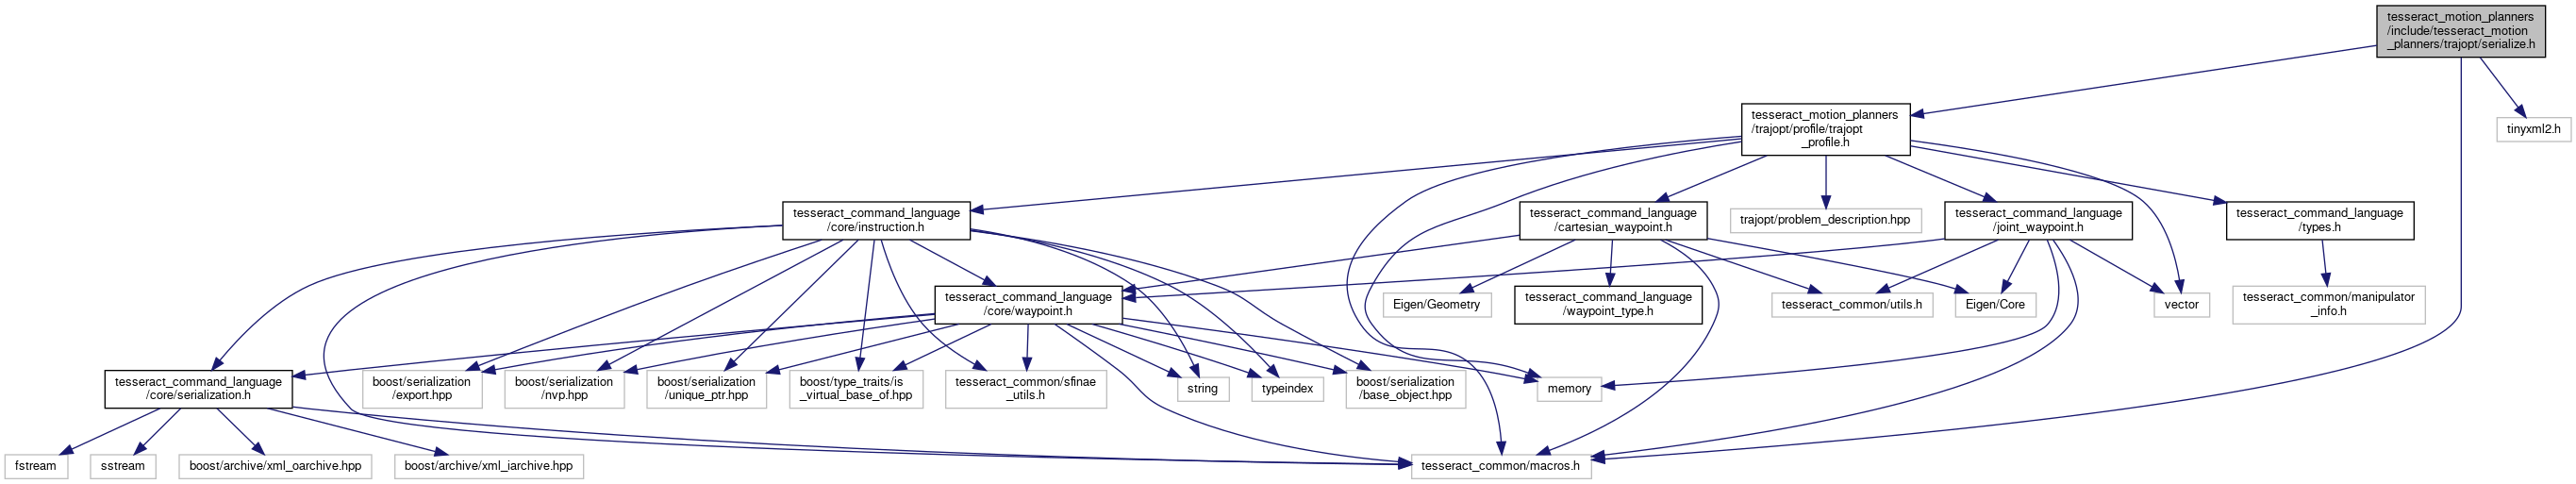 tesseract_motion_planners
/include/tesseract_motion
_planners/trajopt/serialize.h
tesseract_motion_planners
/trajopt/profile/trajopt
_profile.h
tinyxml2.h
tesseract_command_language
/core/instruction.h
tesseract_command_language
/cartesian_waypoint.h
trajopt/problem_description.hpp
tesseract_command_language
/joint_waypoint.h
tesseract_command_language
/types.h
tesseract_command_language
/core/waypoint.h
Eigen/Geometry
tesseract_command_language
/waypoint_type.h
tesseract_common/utils.h
Eigen/Core
vector
tesseract_common/manipulator
_info.h
tesseract_command_language
/core/serialization.h
boost/serialization
/export.hpp
boost/serialization
/nvp.hpp
boost/serialization
/unique_ptr.hpp
boost/type_traits/is
_virtual_base_of.hpp
tesseract_common/sfinae
_utils.h
string
typeindex
boost/serialization
/base_object.hpp
memory
fstream
sstream
boost/archive/xml_oarchive.hpp
boost/archive/xml_iarchive.hpp
tesseract_common/macros.h